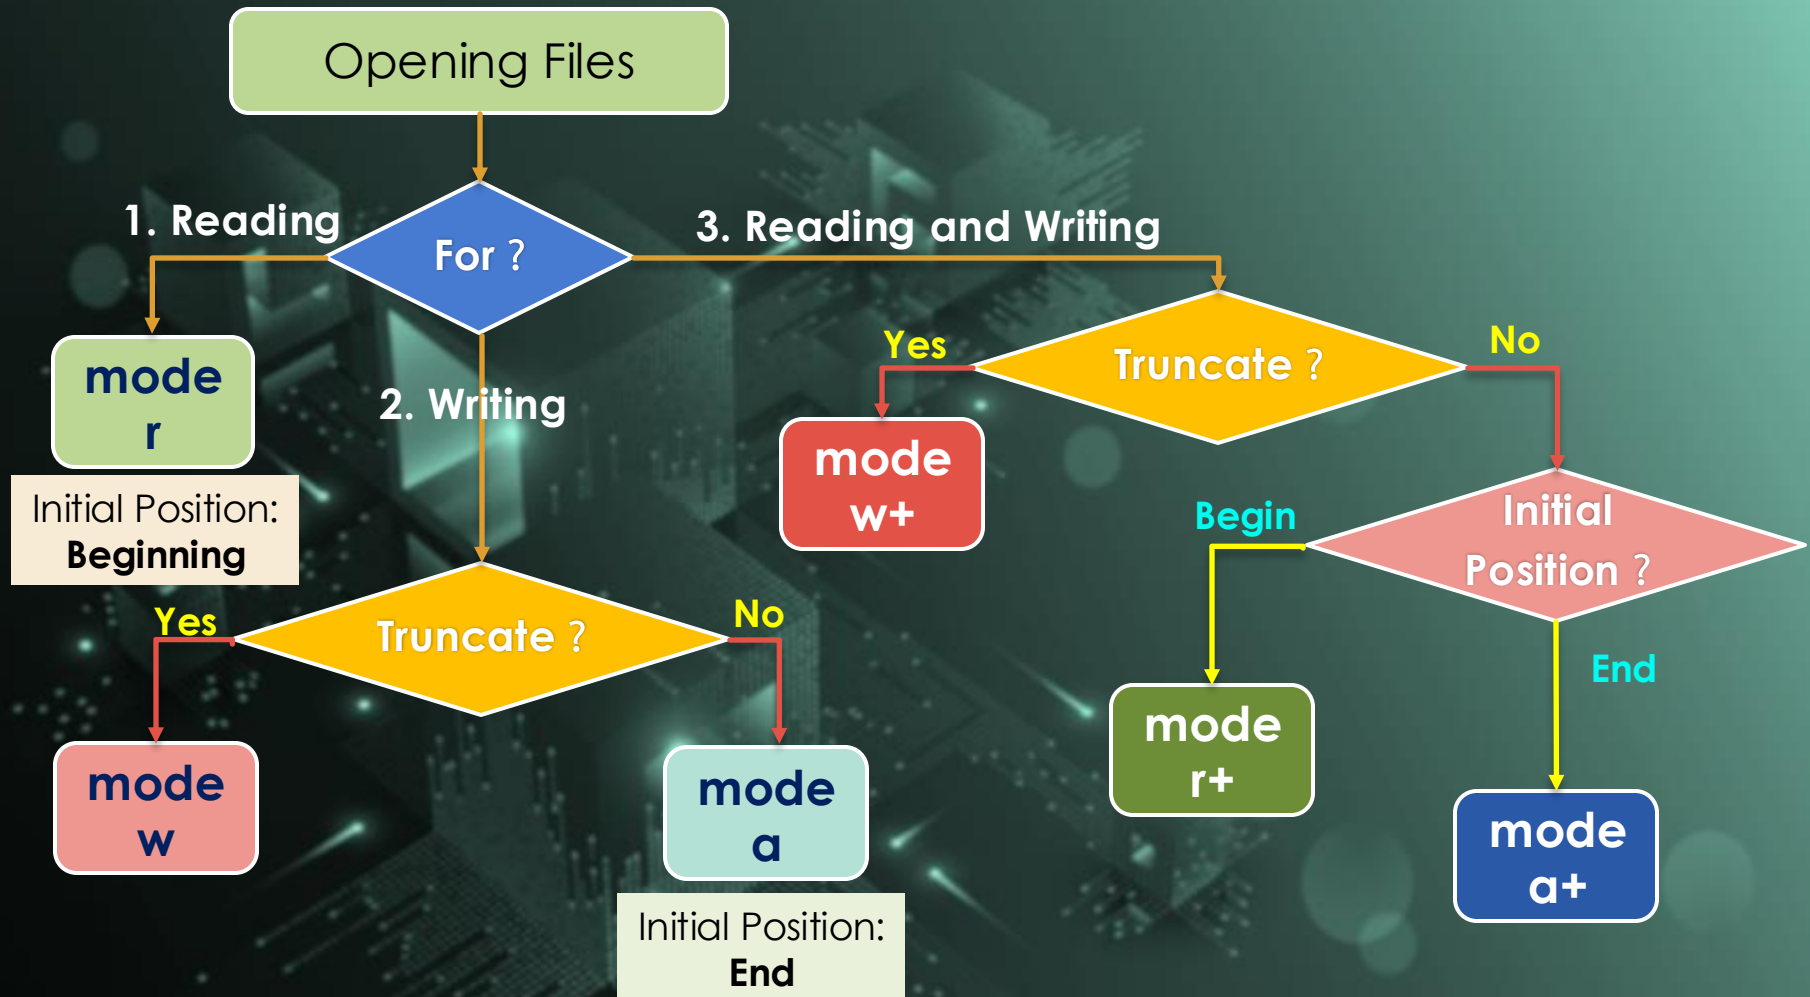 Opening Files
For ?
1. Reading
mode
r
Initial Position:
Beginning
2. Writing
Truncate ?
Yes
mode
w
No
mode
a
Initial Position:
End
3. Reading and Writing
Truncate ?
Yes
mode
w+
No
Initial
Position ?
Begin
mode
r+
End
mode
a+